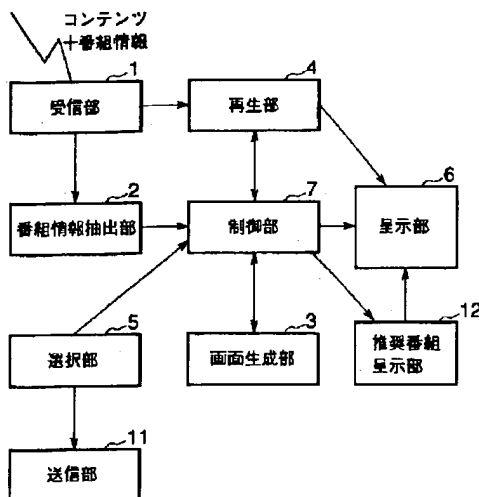 コンテンツ
+番組情報
1
受信部
4
再生部
2
番組情報抽出部
7
制御部
6
呈示部
5
選択部
3
画面生成部
12
推奨番組
呈示部
11
送信部